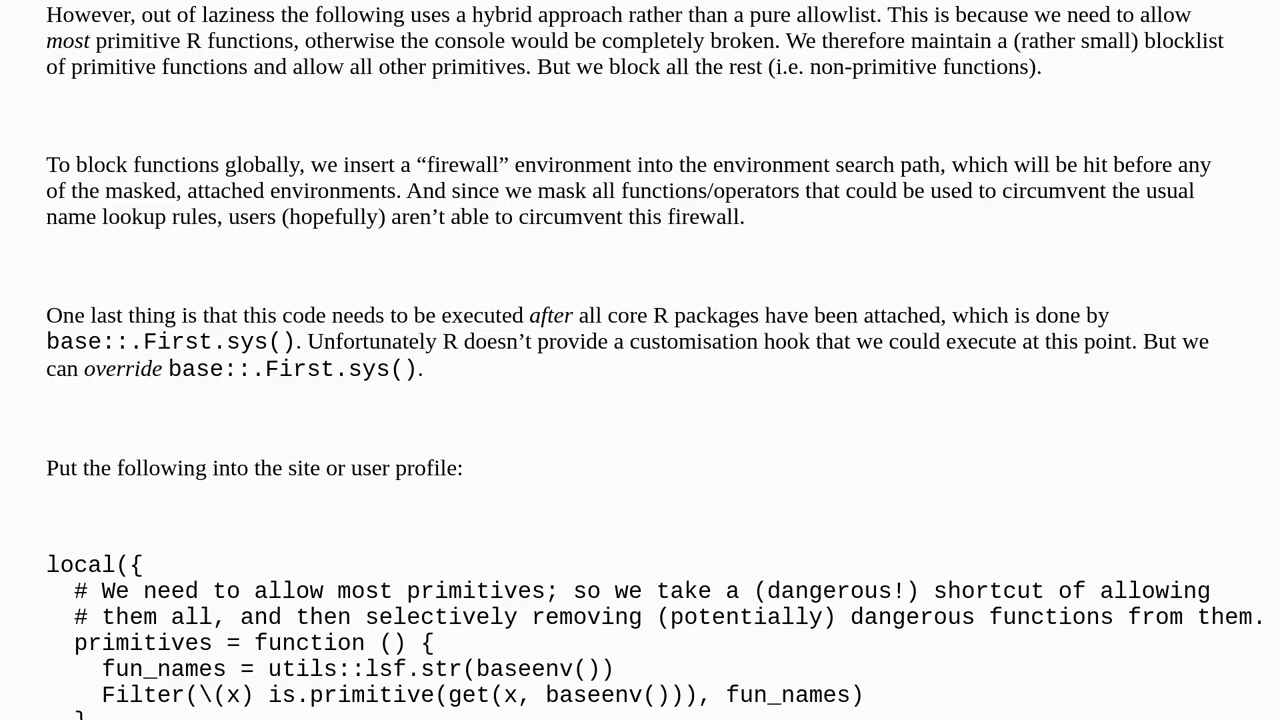 However, out of laziness the following uses a hybrid approach rather than a pure allowlist. This is because we need to allow
most primitive R functions, otherwise the console would be completely broken. We therefore maintain a (rather small) blocklist
of primitive functions and allow all other primitives. But we block all the rest (i.e. non-primitive functions).
To block functions globally, we insert a “firewall” environment into the environment search path, which will be hit before any
of the masked, attached environments. And since we mask all functions/operators that could be used to circumvent the usual
name lookup rules, users (hopefully) aren’t able to circumvent this firewall.
One last thing is that this code needs to be executed after all core R packages have been attached, which is done by
base::.First.sys(). Unfortunately R doesn’t provide a customisation hook that we could execute at this point. But we
can override base::.First.sys().
Put the following into the site or user profile:
local({
  # We need to allow most primitives; so we take a (dangerous!) shortcut of allowing
  # them all, and then selectively removing (potentially) dangerous functions from them.
  primitives = function () {
    fun_names = utils::lsf.str(baseenv())
    Filter(\(x) is.primitive(get(x, baseenv())), fun_names)
  }